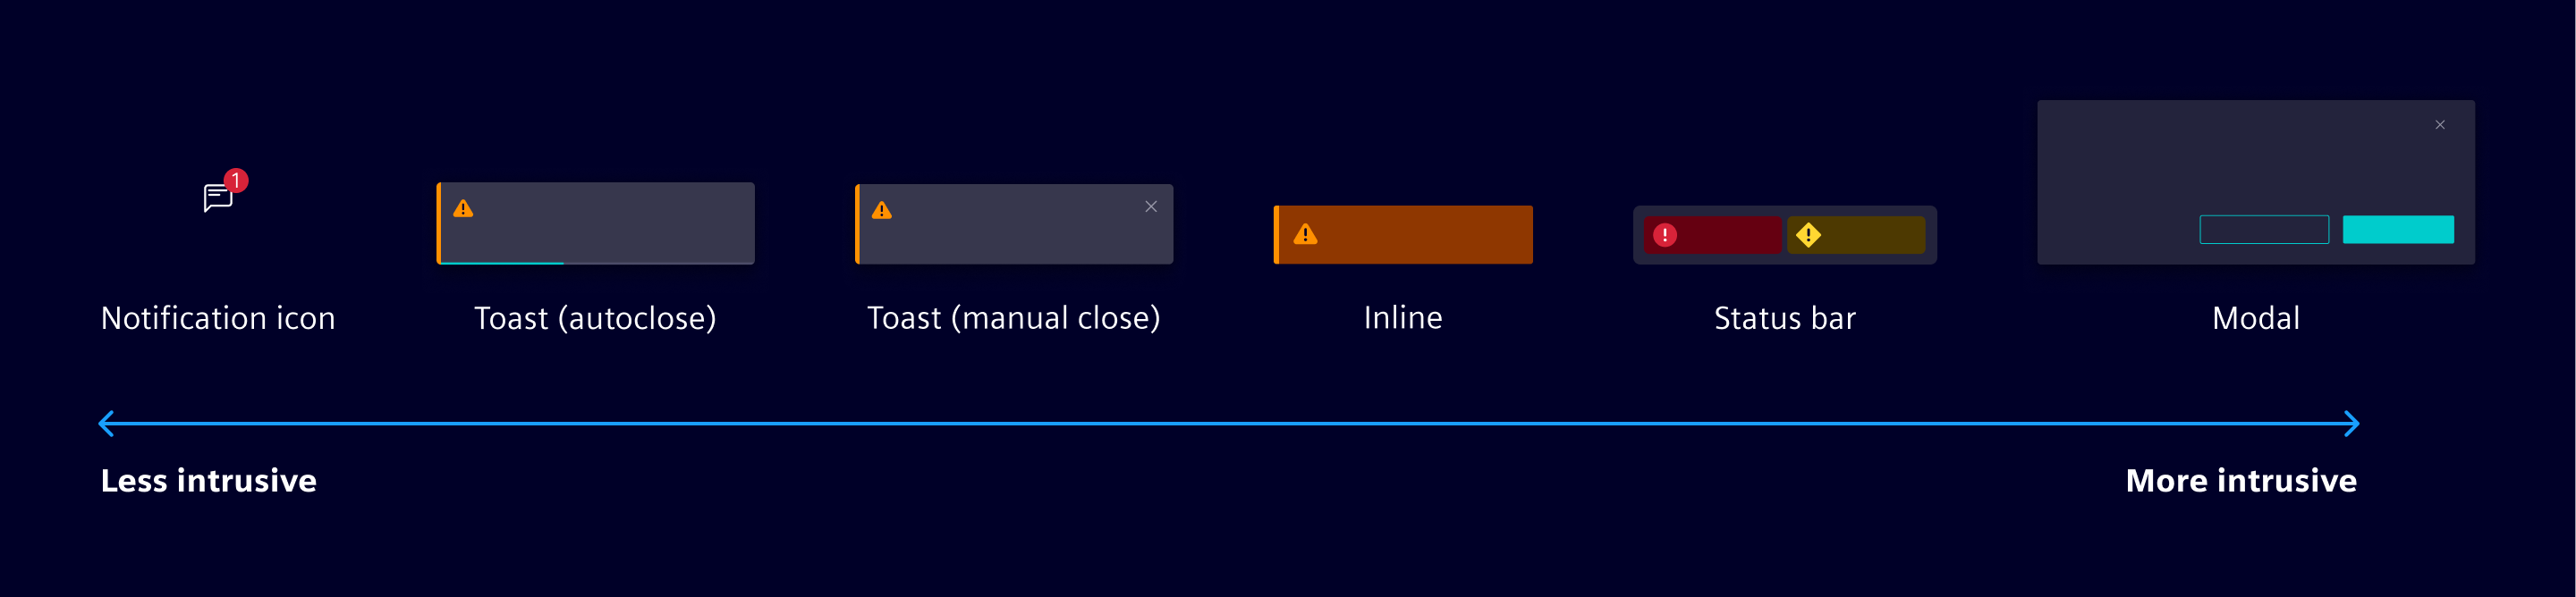 1
Notification icon
Toast (autoclose)
Toast (manual close)
Inline
Status bar
Modal
Less intrusive
More intrusive